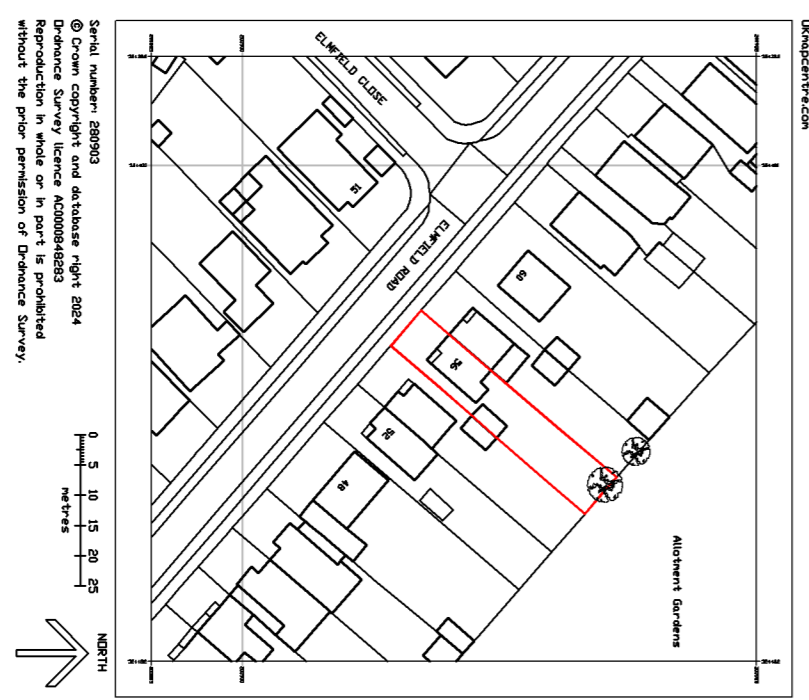 UKmapcentre.com
ELMFIELD CLOSE
51
ELMFIELD ROAD
60
56
52
48
Allotment Gardens
Serial number: 280903
© Crown copyright and database right 2024
Ordnance Survey licence AC0000848283
Reproduction in whole or in part is prohibited
without the prior permission of Ordnance Survey.
0 5 10 15 20 25
metres
NORTH